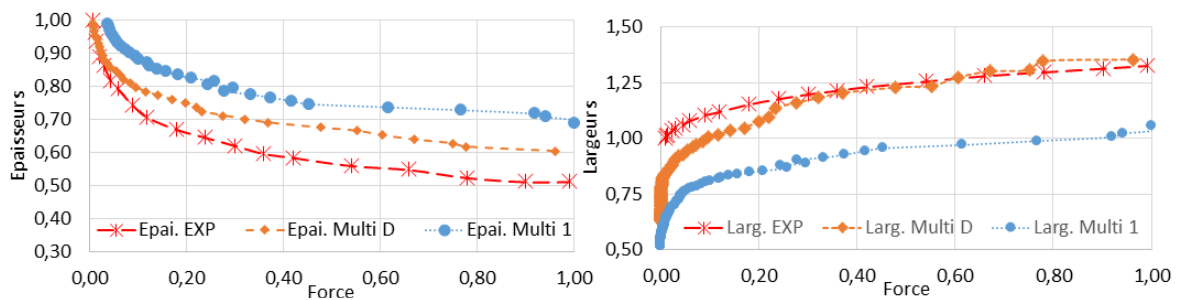 Epaisseurs
1,00
0,90
0,80
0,70
0,60
0,50
0,40
0,30
Epai. EXP
Epai. Multi D
Epai. Multi 1
0,00
0,20
0,40
0,60
0,80
1,00
Force
Largeurs
1,50
1,25
1,00
0,75
0,50
Larg. EXP
Larg. Multi D
Larg. Multi 1
0,00
0,20
0,40
0,60
0,80
1,00
Force